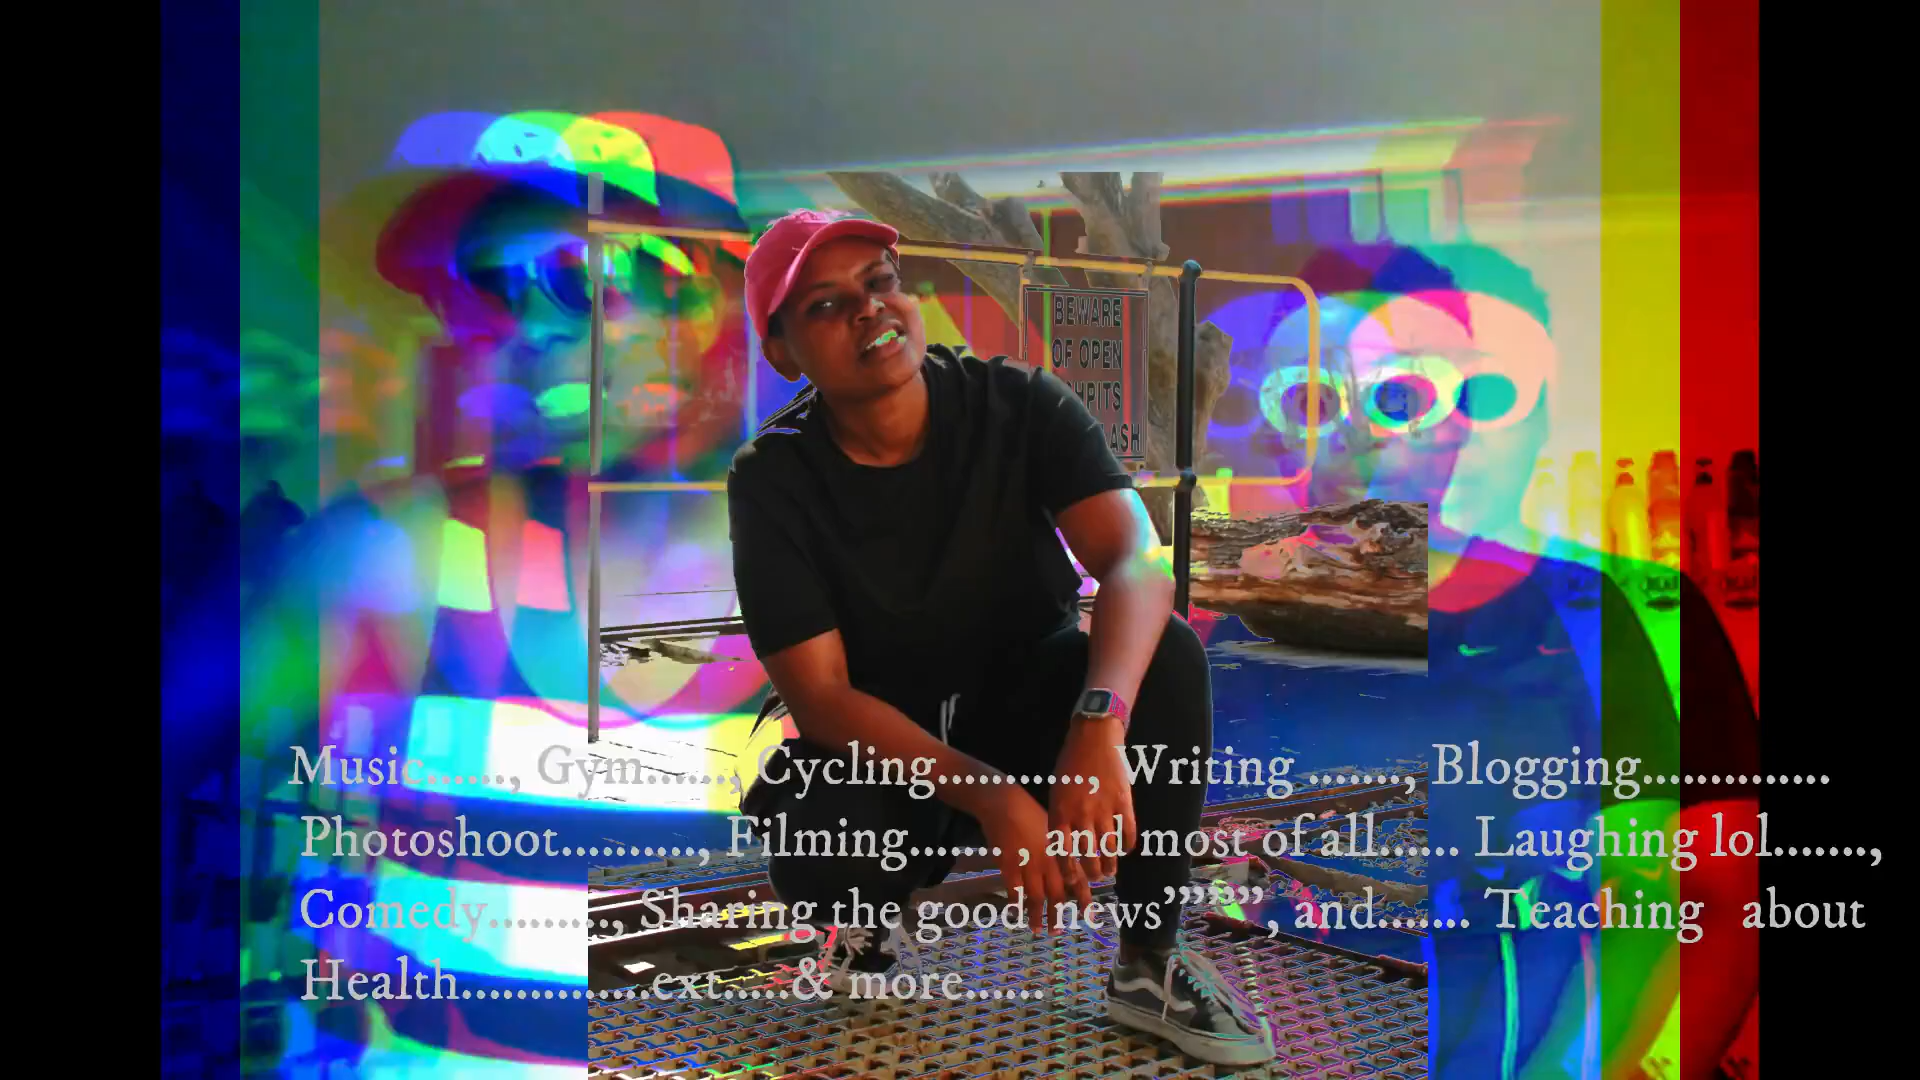 BEWARE
OF OPEN
Music......, Gym......., Cycling..........., Writing ......., Blogging..............
Photoshoot.........., Filming....... , and most of all...... Laughing lol.......,
Comedy........., Sharing the good news””””, and....... Teaching about
Health..............ext.....& more......